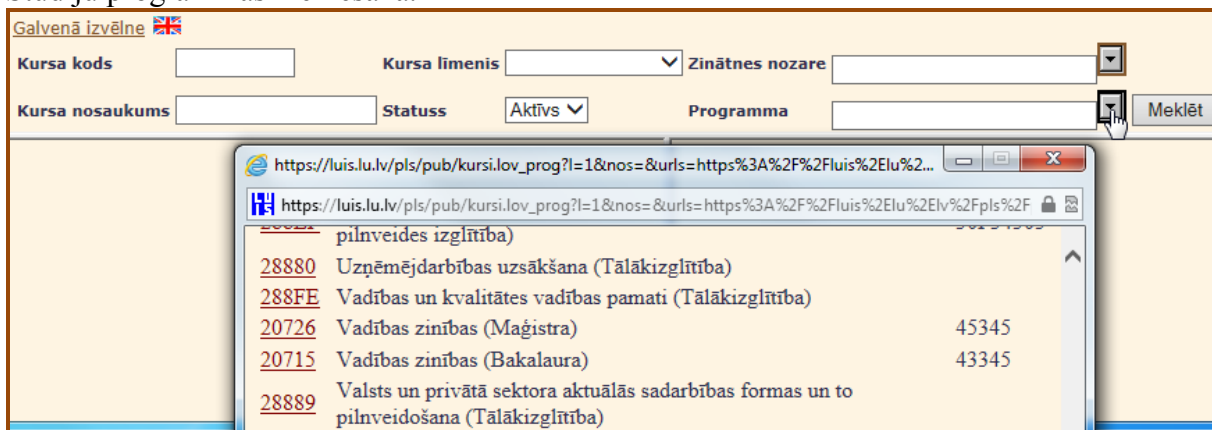 Galvenā izvēlne
Kursa kods Kursa līmenis Zinātnes nozare
Kursa nosaukums Statuss Aktīvs Programma Meklēt
https://luis.lu.lv/pls/pub/kursi.lov_prog?l=1&nos=&urls=https%3A%2F%2Fluis%2Elu%2...
https://luis.lu.lv/pls/pub/kursi.lov_prog?l=1&nos=&urls=https%3A%2F%2Fluis%2Elu%2Elv%2Fpls%2F
pilnveides izglītība)
28880 Uzņēmējdarbības uzsākšana (Tālākizglītība)
288FE Vadības un kvalitātes vadības pamati (Tālākizglītība)
20726 Vadības zinības (Maģistra) 45345
20715 Vadības zinības (Bakalaura) 43345
28889 Valsts un privātā sektora aktuālās sadarbības formas un to
pilnveidošana (Tālākizglītība)